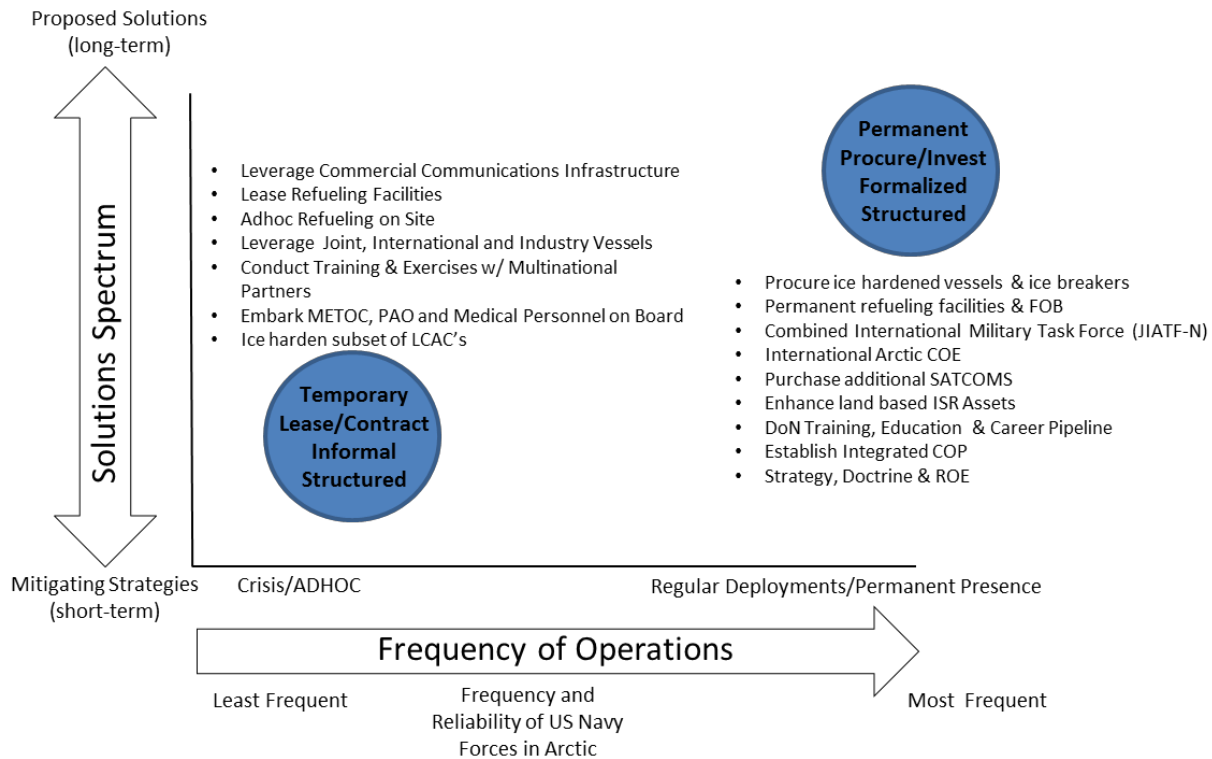 Proposed Solutions
(long-term)
Solutions Spectrum
Mitigating Strategies
(short-term)
• Leverage Commercial Communications Infrastructure
• Lease Refueling Facilities
• Adhoc Refueling on Site
• Leverage Joint, International and Industry Vessels
• Conduct Training & Exercises w/ Multinational
Partners
• Embark METOC, PAO and Medical Personnel on Board
• Ice harden subset of LCAC's
Temporary
Lease/Contract
Informal
Structured
Permanent
Procure/Invest
Formalized
Structured
• Procure ice hardened vessels & ice breakers
• Permanent refueling facilities & FOB
• Combined International Military Task Force (JIATF-N)
• International Arctic COE
• Purchase additional SATCOMS
• Enhance land based ISR Assets
• DoN Training, Education & Career Pipeline
• Establish Integrated COP
• Strategy, Doctrine & ROE
Crisis/ADHOC
Regular Deployments/Permanent Presence
Frequency of Operations
Least Frequent
Frequency and
Reliability of US Navy
Forces in Arctic
Most Frequent